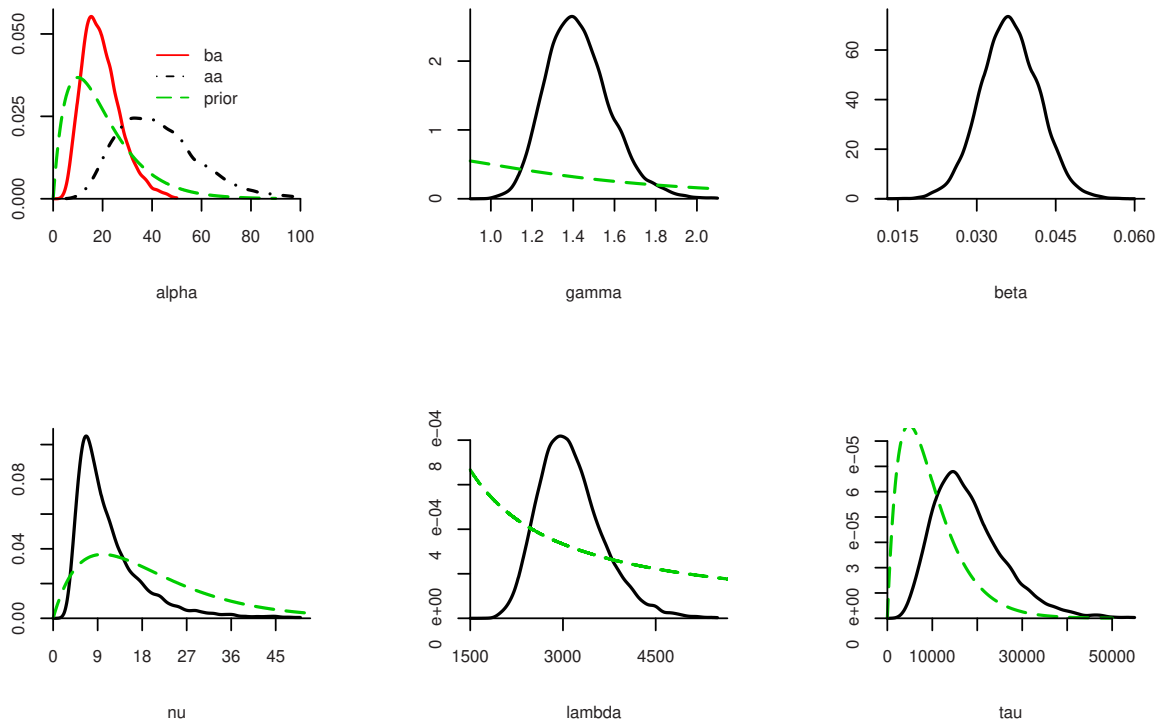 0.000 0.025 0.050
ba
aa
prior
0 20 40 60 80 100
alpha
0 1 2
1.0 1.2 1.4 1.6 1.8 2.0
gamma
0 20 40 60
0.015 0.030 0.045 0.060
beta
0.00 0.04 0.08
0 9 18 27 36 45
nu
0 e+00 4 e−04 8 e−04
1500 3000 4500
lambda
0 e+00 3 e−05 6 e−05
0 10000 30000 50000
tau